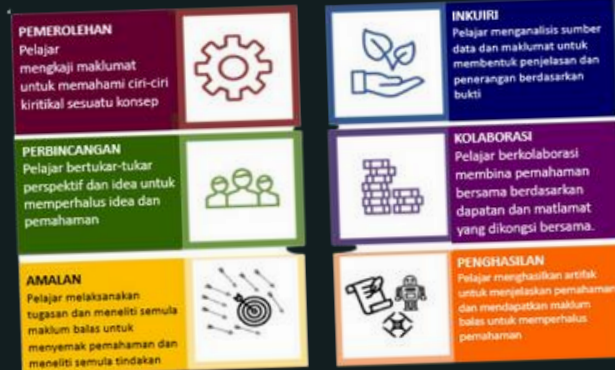 PEMEROLEHAN
Pelajar
mengkaji maklumat
untuk memahami ciri-ciri
kiritikal sesuatu konsep
INKUIRI
Pelajar menganalisis sumber
data dan maklumat untuk
membentuk penjelasan dan
penerangan berdasarkan
bukti
PERBINCANGAN
Pelajar bertukar-tukar
perspektif dan idea untuk
memperhalus idea dan
pemahaman
KOLABORASI
Pelajar berkolaborasi
membina pemahaman
bersama berdasarkan
dapatan dan matlamat
yang dikongsi bersama.
AMALAN
Pelajar melaksanakan
tugasan dan meneliti semula
maklum balas untuk
menyemak pemahaman dan
meneliti semula tindakan
PENGHASILAN
Pelajar menghasilkan artifak
untuk menjelaskan pemahaman
dan mendapatkan maklum
balas untuk memperhalus
pemahaman